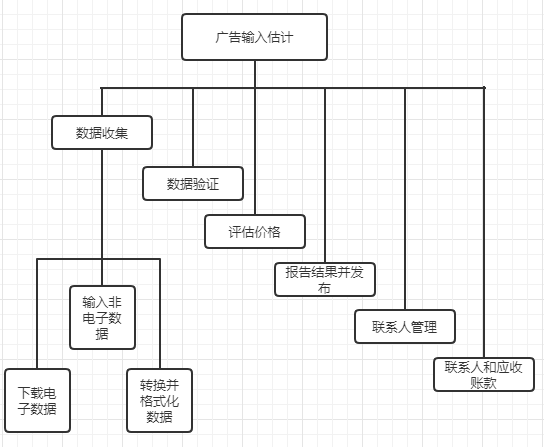 广告输入估计
数据收集
数据验证
评估价格
报告结果并发
布
输入非
电子数
据
联系人管理
联系人和应收
账款
下载电
子数据
转换并
格式化
数据